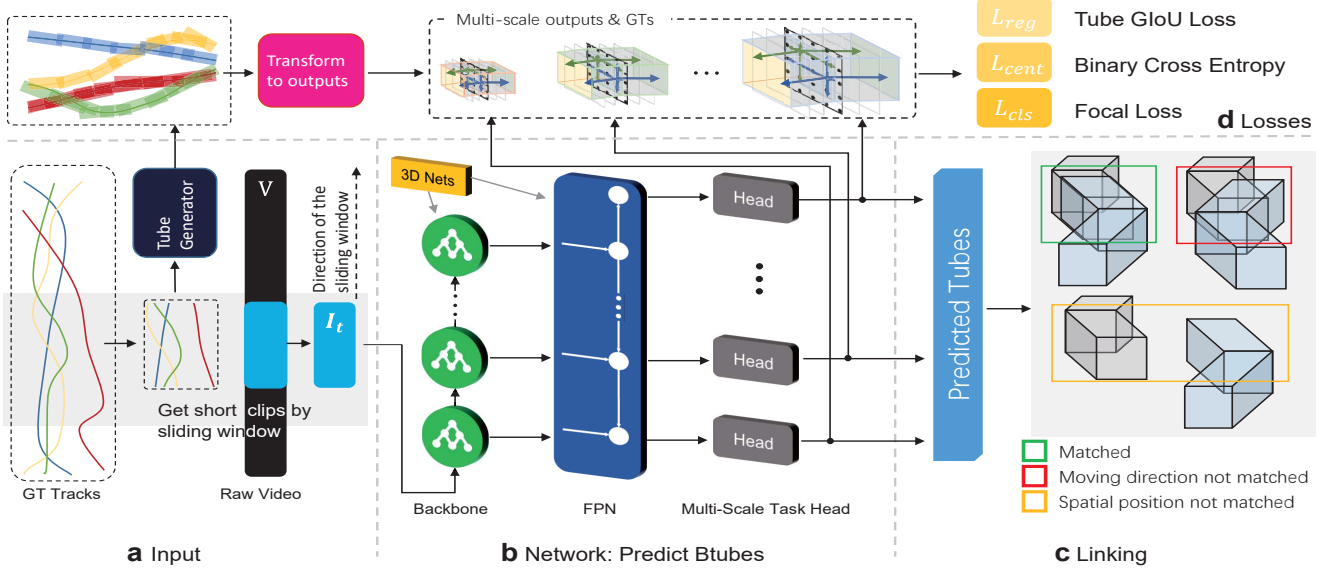 Transform
to outputs
Multi-scale outputs & GTs
...
L_reg Tube GIoU Loss
L_cent Binary Cross Entropy
L_cls Focal Loss
d Losses
Tube
Generator
V
Direction of the
sliding window
I_t
Get short clips by
sliding window
GT Tracks
Raw Video
a Input
3D Nets
Head
Head
Head
Backbone
FPN
Multi-Scale Task Head
b Network: Predict Btubes
Predicted Tubes
Matched
Moving direction not matched
Spatial position not matched
c Linking